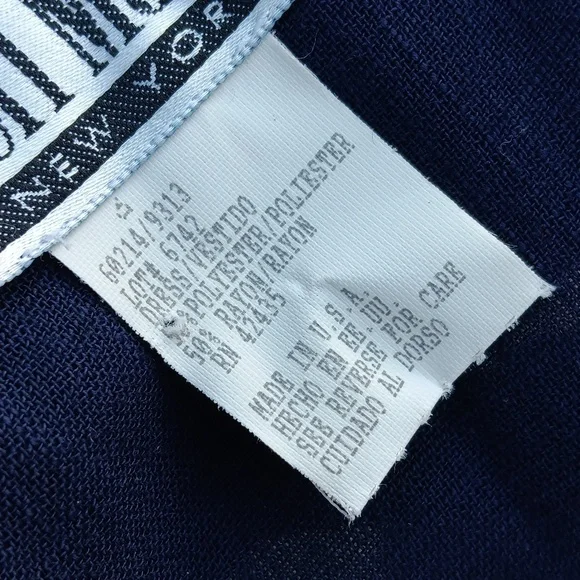 NEW YOR
6
60214/9313
LOT# 6742
DRESS/VESTIDO
POLYESTER/POLIESTER
50% RAYON/RAYON
RN 42435
MADE IN U.S.A.
HECHO EN EE.UU.
SEE REVERSE FOR CARE
CUIDADO AL DORSO